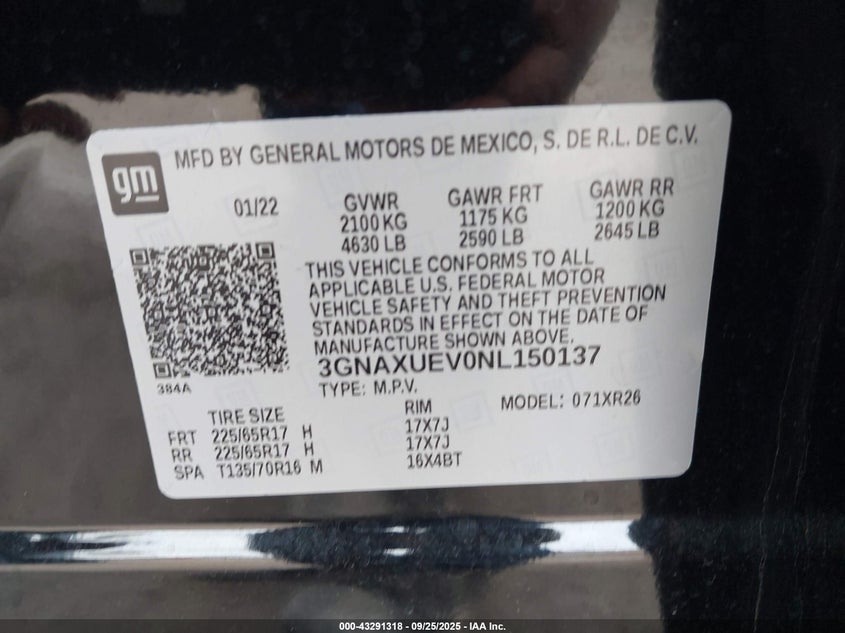 gm
MFD BY GENERAL MOTORS DE MEXICO, S. DE R.L. DE C.V.
01/22
GVWR
2100 KG
4630 LB
GAWR FRT
1175 KG
2590 LB
GAWR RR
1200 KG
2645 LB
THIS VEHICLE CONFORMS TO ALL
APPLICABLE U.S. FEDERAL MOTOR
VEHICLE SAFETY AND THEFT PREVENTION
STANDARDS IN EFFECT ON THE DATE OF
MANUFACTURE SHOWN ABOVE.
3GNAXUEV0NL150137
384A
TYPE: M.P.V.
MODEL: 071XR26
TIRE SIZE RIM
FRT 225/65R17 H 17X7J
RR 225/65R17 H 17X7J
SPA T135/70R16 M 16X4BT
000-43291318 - 09/25/2025 - IAA Inc.